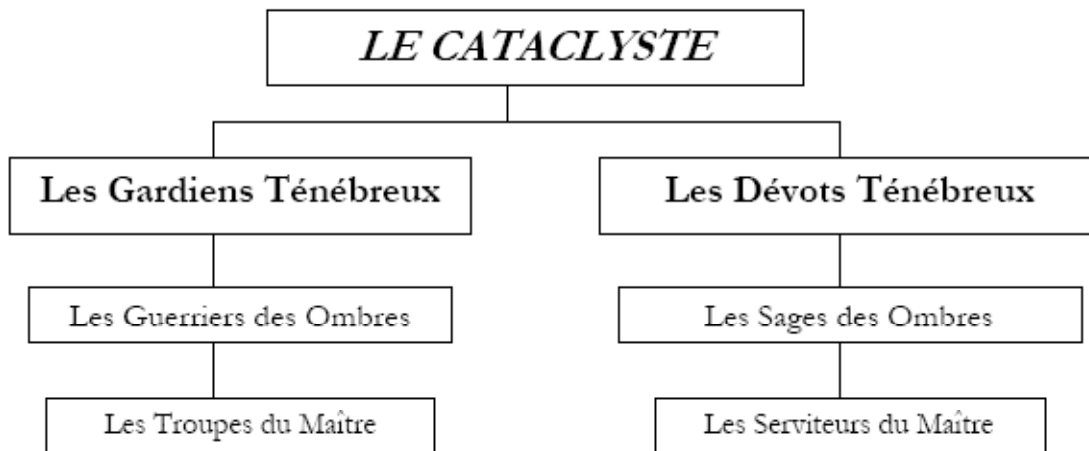 LE CATACLYSTE
Les Gardiens Ténébreux
Les Dévots Ténébreux
Les Guerriers des Ombres
Les Sages des Ombres
Les Troupes du Maître
Les Serviteurs du Maître